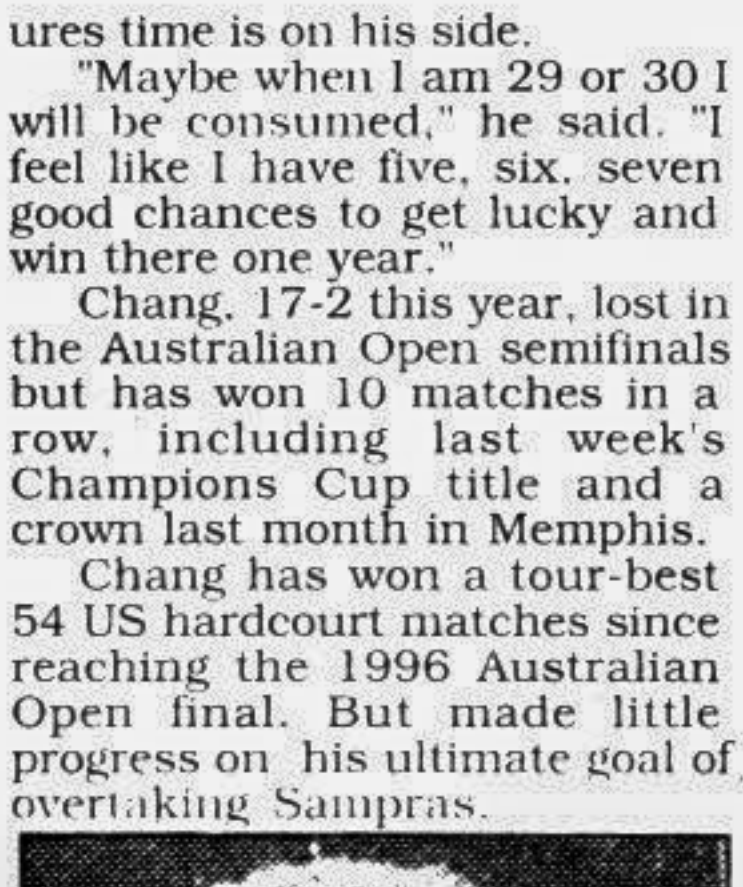 ures time is on his side.
"Maybe when I am 29 or 30 I
will be consumed," he said. "I
feel like I have five, six, seven
good chances to get lucky and
win there one year."
Chang, 17-2 this year, lost in
the Australian Open semifinals
but has won 10 matches in a
row, including last week's
Champions Cup title and a
crown last month in Memphis.
Chang has won a tour-best
54 US hardcourt matches since
reaching the 1996 Australian
Open final. But made little
progress on his ultimate goal of
overtaking Sampras.